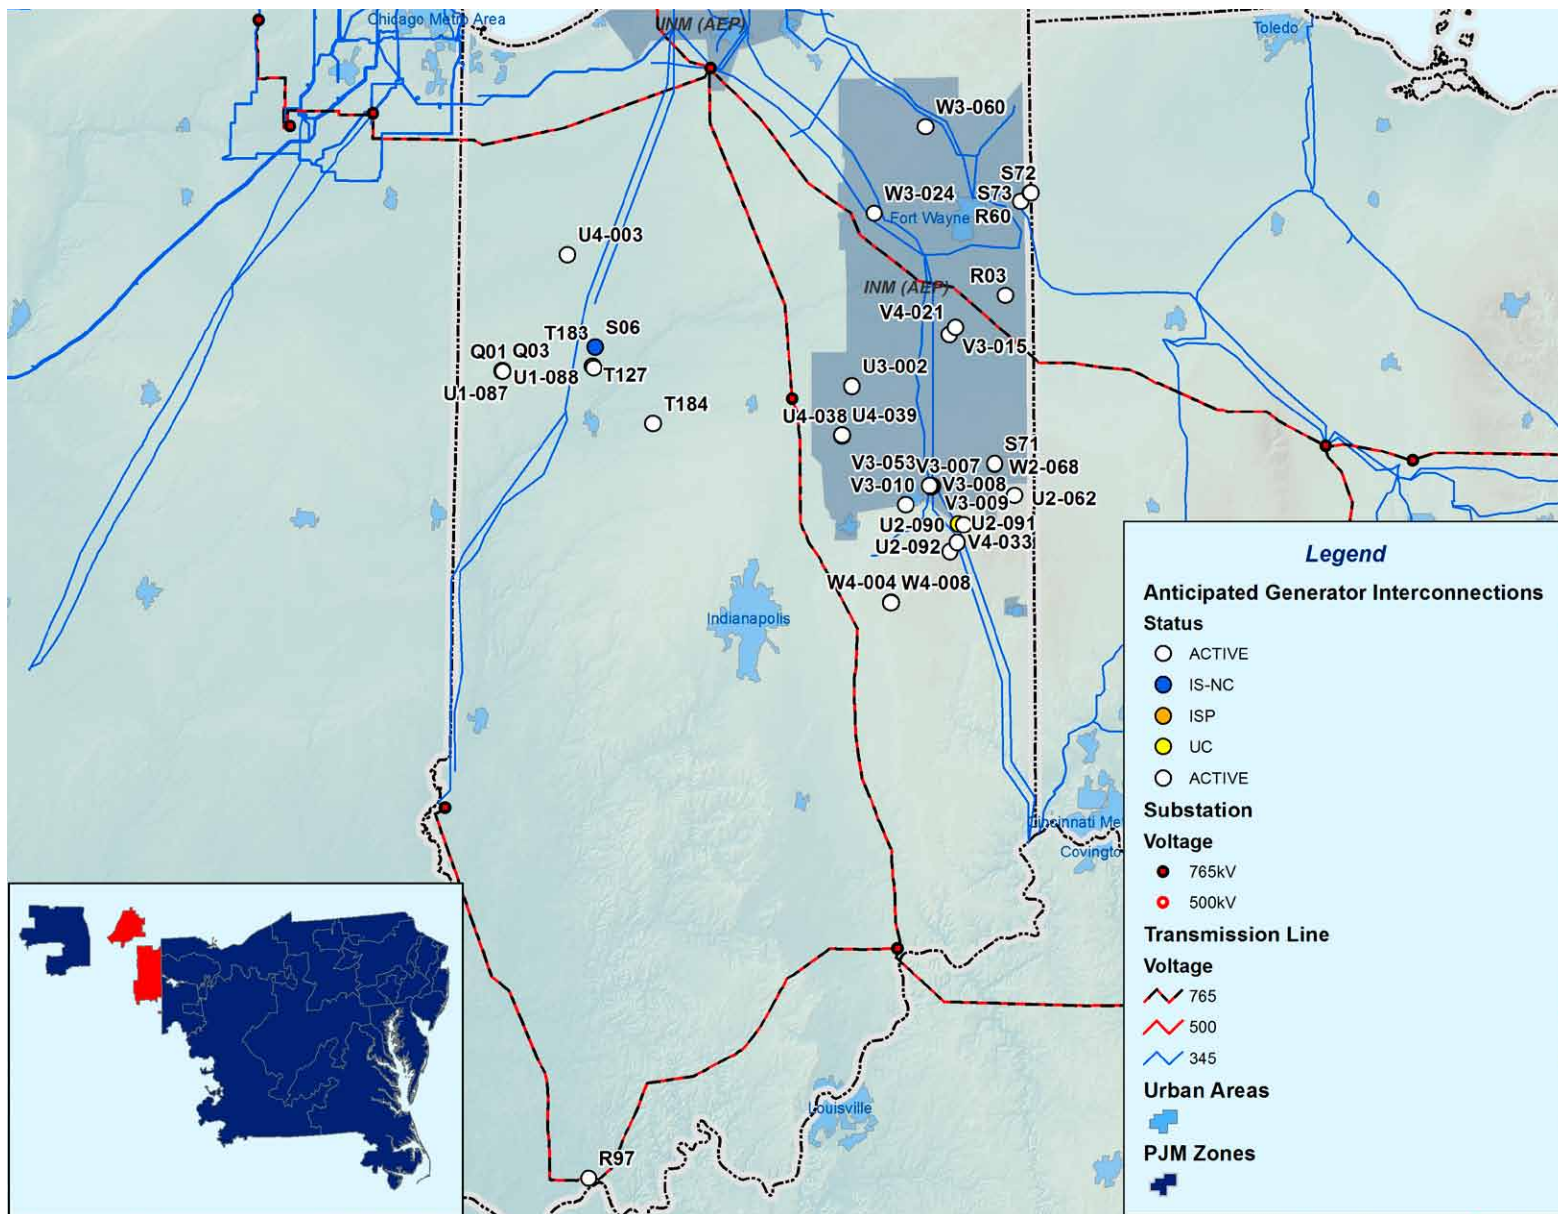 Chicago Metro Area
INM (AEP)
Toledo
W3-060
S72
W3-024
S73
Fort Wayne
R60
U4-003
R03
INM (AEP)
V4-021
T183
S06
V3-015
Q01
Q03
U1-088
T127
U3-002
U1-087
T184
U4-038
U4-039
S71
V3-053
V3-007
W2-068
V3-010
V3-008
V3-009
U2-062
U2-090
U2-091
U2-092
V4-033
W4-004
W4-008
Indianapolis
Cincinnati Me
Covingto
Louisville
R97
Legend
Anticipated Generator Interconnections
Status
ACTIVE
IS-NC
ISP
UC
ACTIVE
Substation
Voltage
765kV
500kV
Transmission Line
Voltage
765
500
345
Urban Areas
PJM Zones